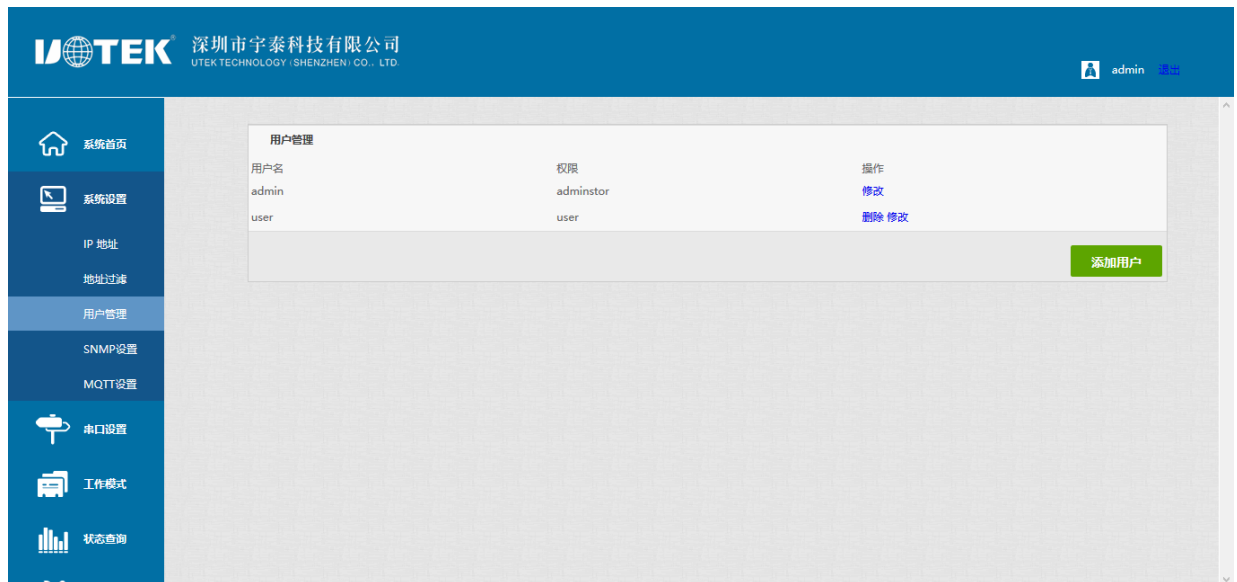 UOTEK®
深圳市宇泰科技有限公司
UTEK TECHNOLOGY (SHENZHEN) CO., LTD.
admin 退出
系统首页
系统设置
IP 地址
地址过滤
用户管理
SNMP设置
MQTT设置
串口设置
工作模式
状态查询
用户管理
用户名 权限 操作
admin adminstor 修改
user user 删除 修改
添加用户